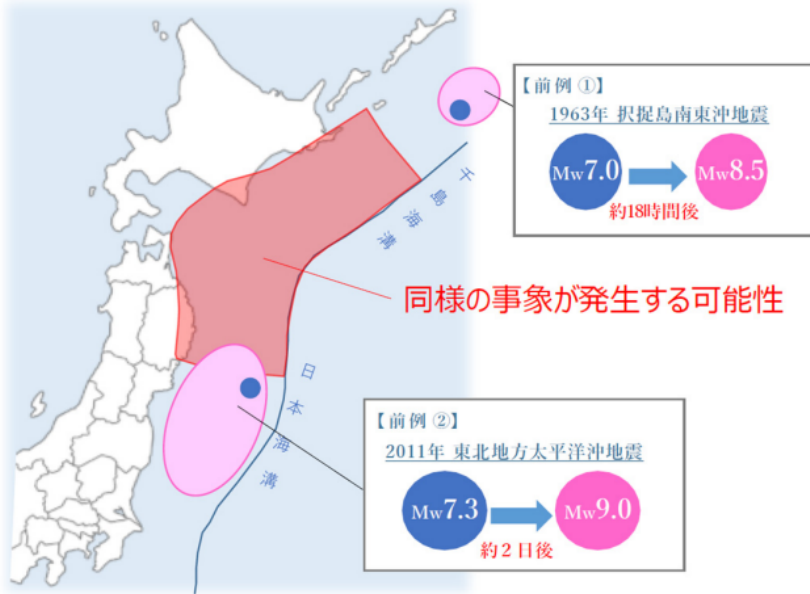 【前例 ①】
1963年 択捉島南東沖地震
Mw7.0
Mw8.5
約18時間後
千島海溝
同様の事象が発生する可能性
日本海溝
【前例 ②】
2011年 東北地方太平洋沖地震
Mw7.3
Mw9.0
約2日後